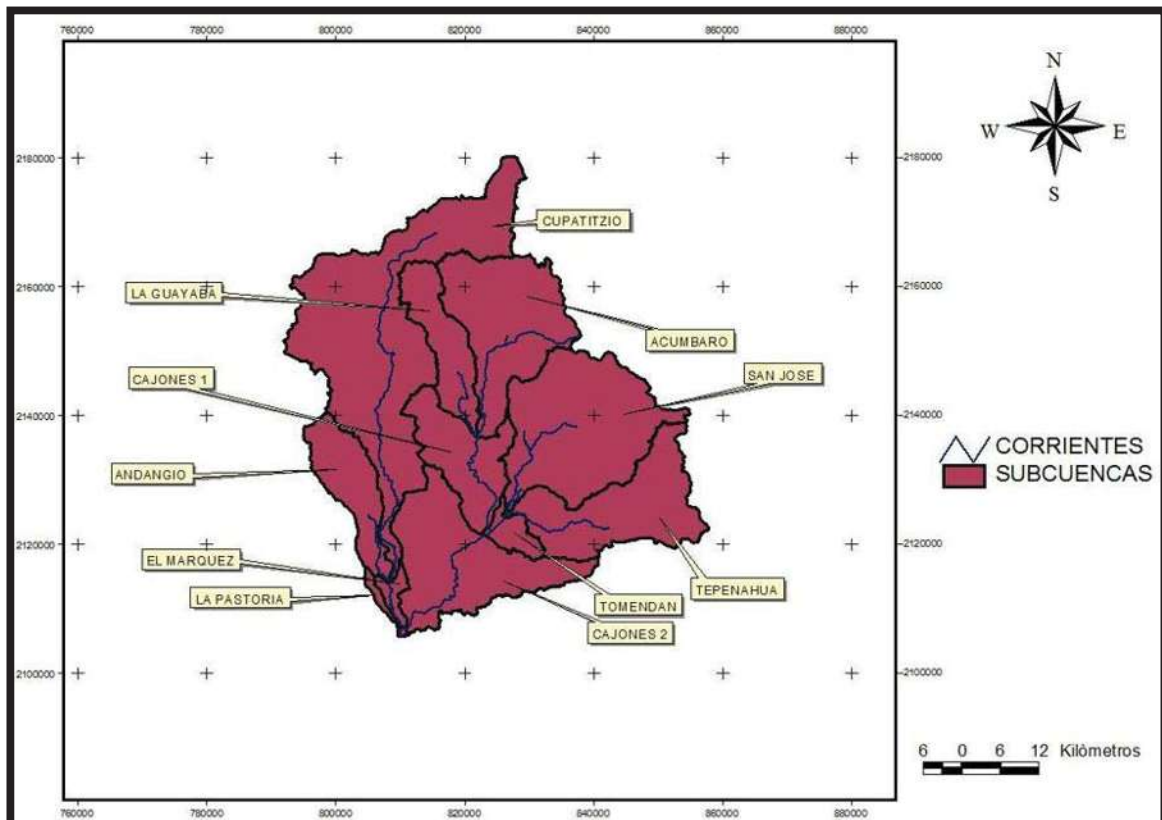 760000 780000 800000 820000 840000 860000 880000
N
W E
S
2180000 2180000
CUPATITZIO
2160000 2160000
LA GUAYABA
ACUMBARO
CAJONES 1
SAN JOSE
2140000 2140000
CORRIENTES
SUBCUENCAS
ANDANGIO
2120000 2120000
EL MARQUEZ
TEPENAHUA
LA PASTORIA
TOMENDAN
CAJONES 2
2100000 2100000
6 0 6 12 Kilómetros
760000 780000 800000 820000 840000 860000 880000